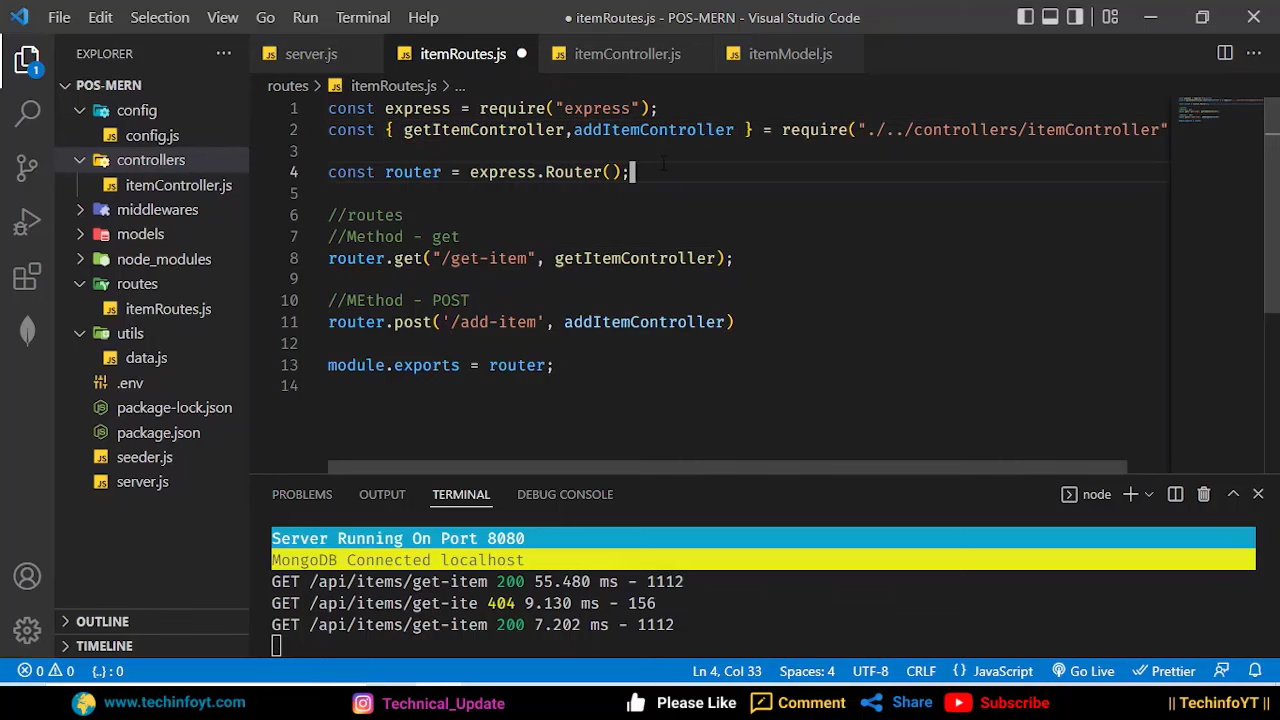 File Edit Selection View Go Run Terminal Help
● itemRoutes.js - POS-MERN - Visual Studio Code
EXPLORER
server.js
itemRoutes.js
itemController.js
itemModel.js
POS-MERN
config
config.js
controllers
itemController.js
middlewares
models
node_modules
routes
itemRoutes.js
utils
data.js
.env
package-lock.json
package.json
seeder.js
server.js
OUTLINE
TIMELINE
1
routes > itemRoutes.js > ...
1 const express = require("express");
2 const { getItemController,addItemController } = require("./../controllers/itemController"
3
4 const router = express.Router();
5
6 //routes
7 //Method - get
8 router.get("/get-item", getItemController);
9
10 //MEthod - POST
11 router.post('/add-item', addItemController)
12
13 module.exports = router;
14
PROBLEMS OUTPUT TERMINAL DEBUG CONSOLE
node
Server Running On Port 8080
MongoDB Connected localhost
GET /api/items/get-item 200 55.480 ms - 1112
GET /api/items/get-ite 404 9.130 ms - 156
GET /api/items/get-item 200 7.202 ms - 1112
0 0 {..} : 0
Ln 4, Col 33 Spaces: 4 UTF-8 CRLF {} JavaScript Go Live Prettier
www.techinfoyt.com Technical_Update Please Like Comment Share Subscribe || TechinfoYT ||